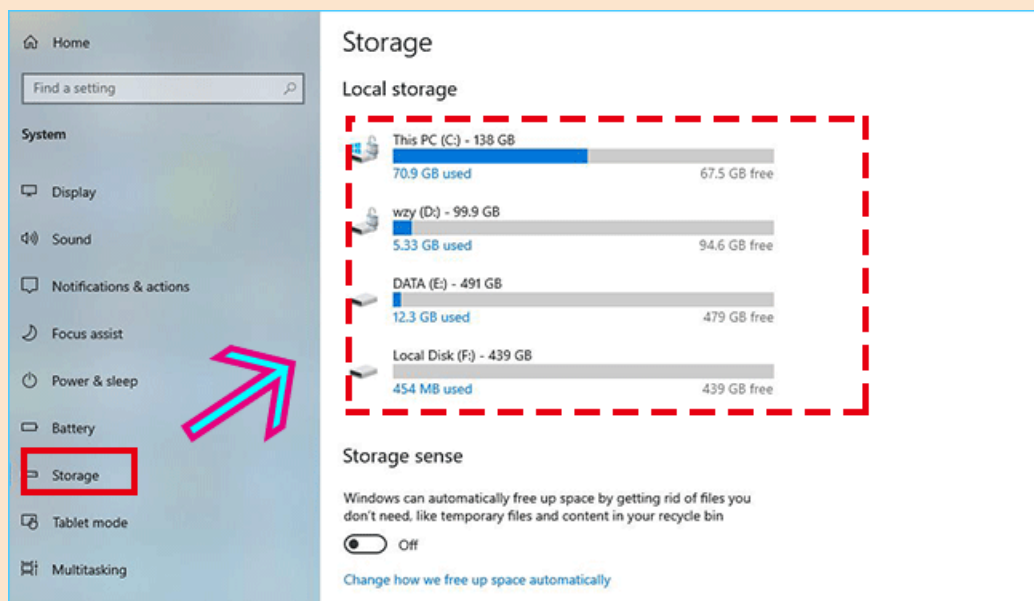 Home
Find a setting
System
Display
Sound
Notifications & actions
Focus assist
Power & sleep
Battery
Storage
Tablet mode
Multitasking
Storage
Local storage
This PC (C:) - 138 GB
70.9 GB used 67.5 GB free
wzy (D:) - 99.9 GB
5.33 GB used 94.6 GB free
DATA (E:) - 491 GB
12.3 GB used 479 GB free
Local Disk (F:) - 439 GB
454 MB used 439 GB free
Storage sense
Windows can automatically free up space by getting rid of files you
don't need, like temporary files and content in your recycle bin
Off
Change how we free up space automatically